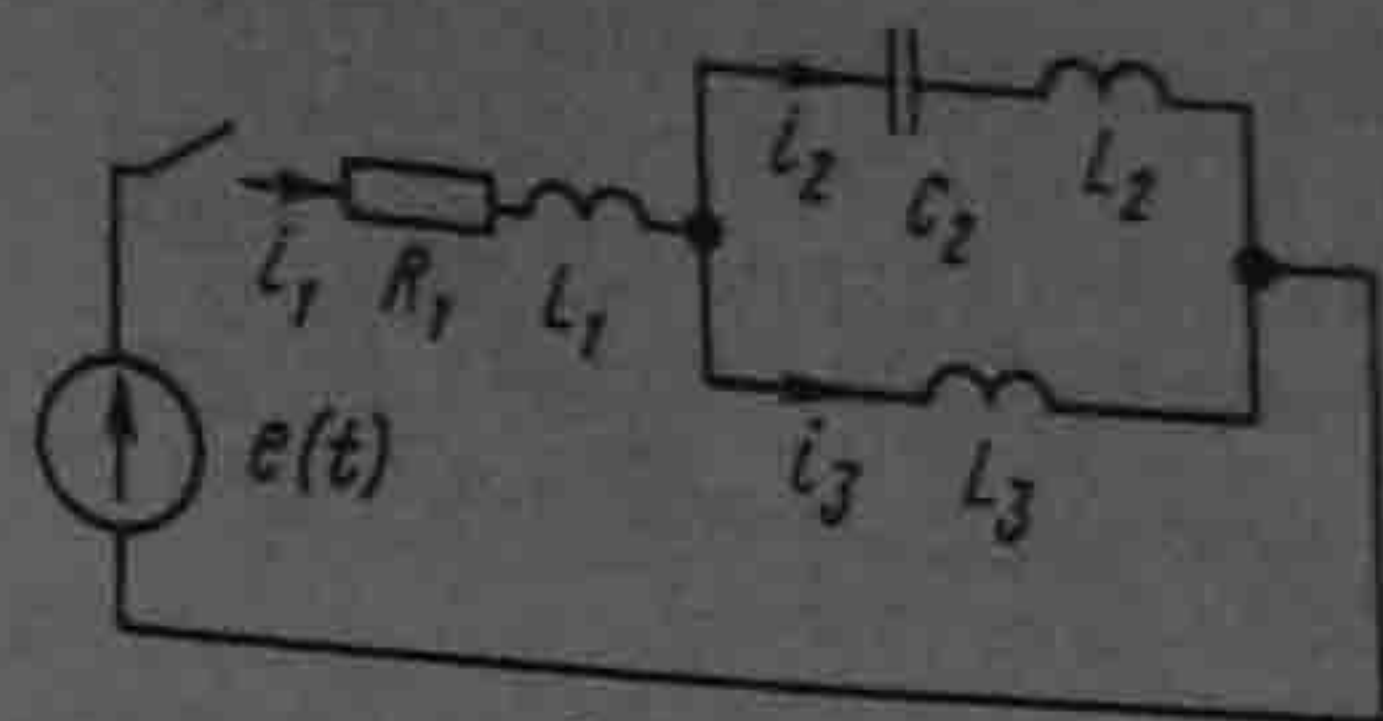 i₂ C₂ L₂
i₁ R₁ L₁
e(t)
i₃ L₃